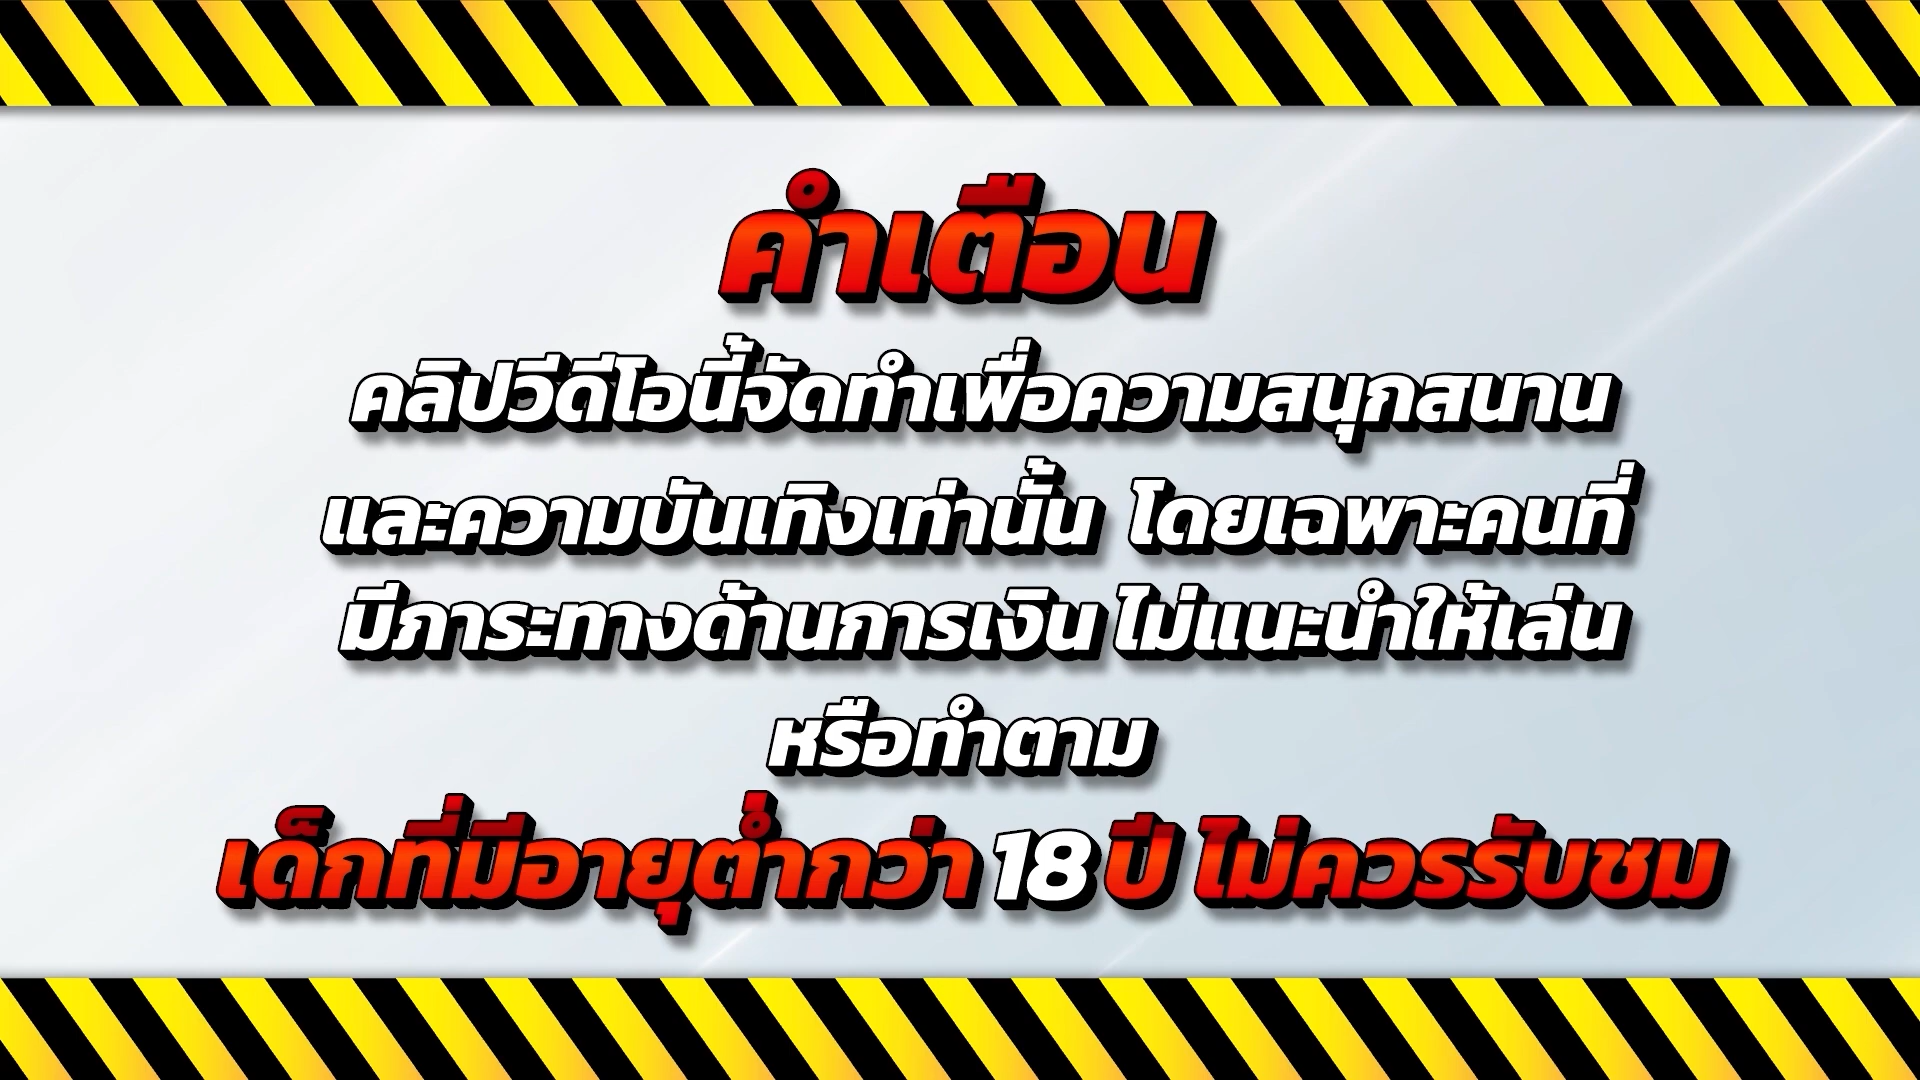 คำเตือน
คลิปวีดีโอนี้จัดทำเพื่อความสนุกสนาน
และความบันเทิงเท่านั้น โดยเฉพาะคนที่
มีภาระทางด้านการเงิน ไม่แนะนำให้เล่น
หรือทำตาม
เด็กที่มีอายุต่ำกว่า 18 ปี ไม่ควรรับชม